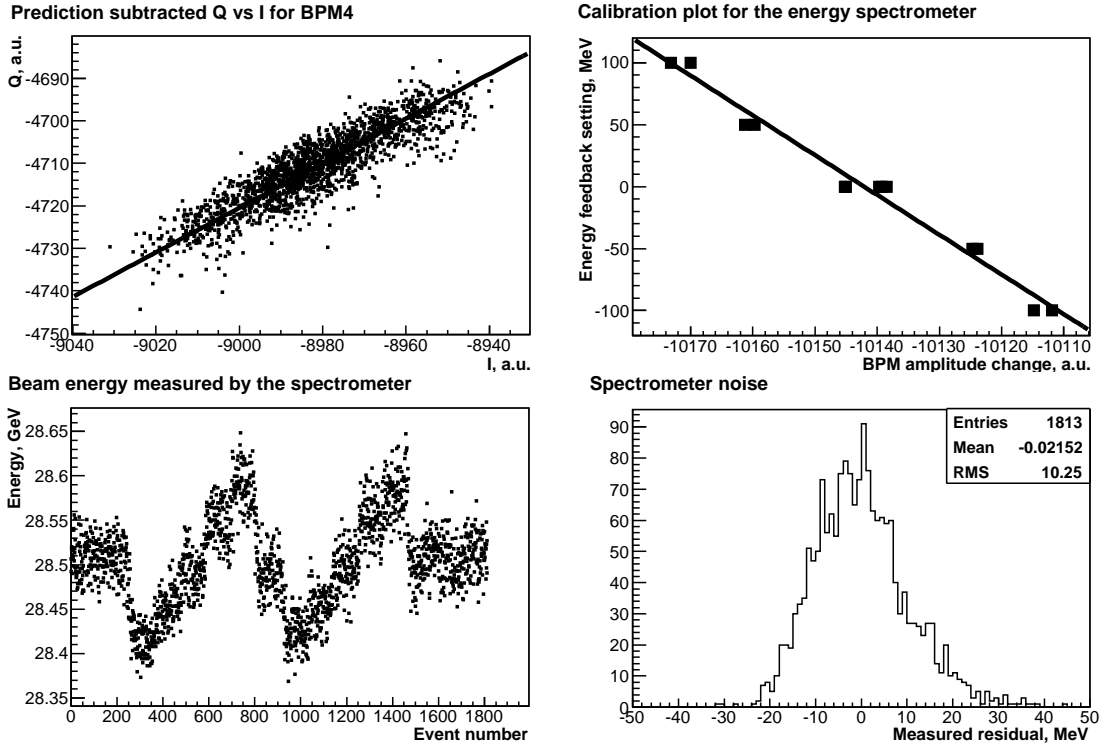 Prediction subtracted Q vs I for BPM4
Q, a.u.
-4690
-4700
-4710
-4720
-4730
-4740
-4750
-9040 -9020 -9000 -8980 -8960 -8940
I, a.u.
Calibration plot for the energy spectrometer
Energy feedback setting, MeV
100
50
0
-50
-100
-10170 -10160 -10150 -10140 -10130 -10120 -10110
BPM amplitude change, a.u.
Beam energy measured by the spectrometer
Energy, GeV
28.65
28.6
28.55
28.5
28.45
28.4
28.35
0 200 400 600 800 1000 1200 1400 1600 1800
Event number
Spectrometer noise
Entries 1813
Mean -0.02152
RMS 10.25
90
80
70
60
50
40
30
20
10
0
-50 -40 -30 -20 -10 0 10 20 30 40 50
Measured residual, MeV